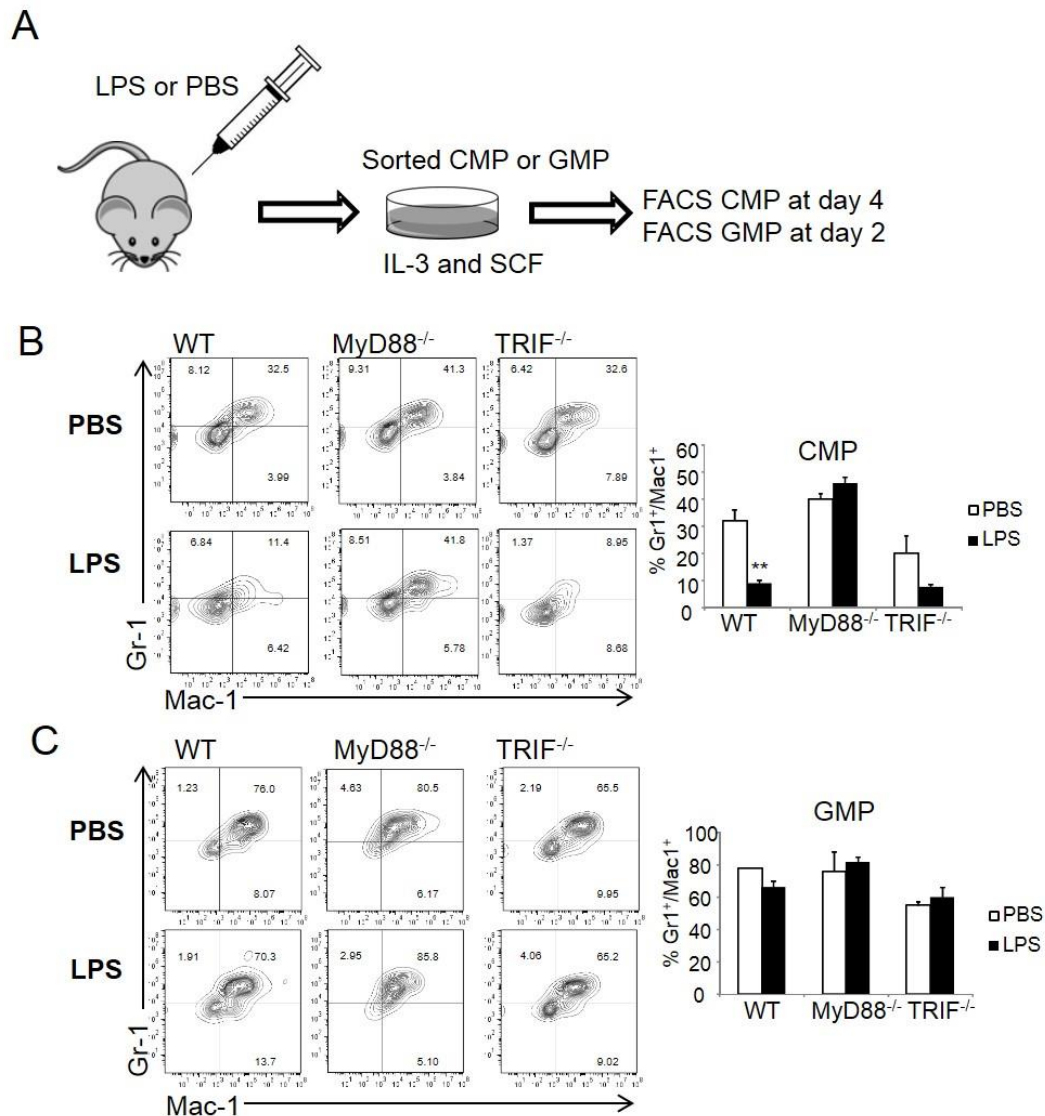 A
LPS or PBS
Sorted CMP or GMP
IL-3 and SCF
FACS CMP at day 4
FACS GMP at day 2
B
WT MyD88-/- TRIF-/-
PBS
8.12 32.5 3.99
9.31 41.3 3.84
6.42 32.6 7.89
LPS
6.84 11.4 6.42
8.51 41.8 5.78
1.37 8.95 8.68
Gr-1
Mac-1
CMP
% Gr1+/Mac1+
60
50
40
30
20
10
0
**
WT MyD88-/- TRIF-/-
PBS
LPS
C
WT MyD88-/- TRIF-/-
PBS
1.23 76.0 8.07
4.63 80.5 6.17
2.19 65.5 9.95
LPS
1.91 70.3 13.7
2.95 85.8 5.10
4.06 65.2 9.02
Gr-1
Mac-1
GMP
% Gr1+/Mac1+
100
80
60
40
20
0
WT MyD88-/- TRIF-/-
PBS
LPS